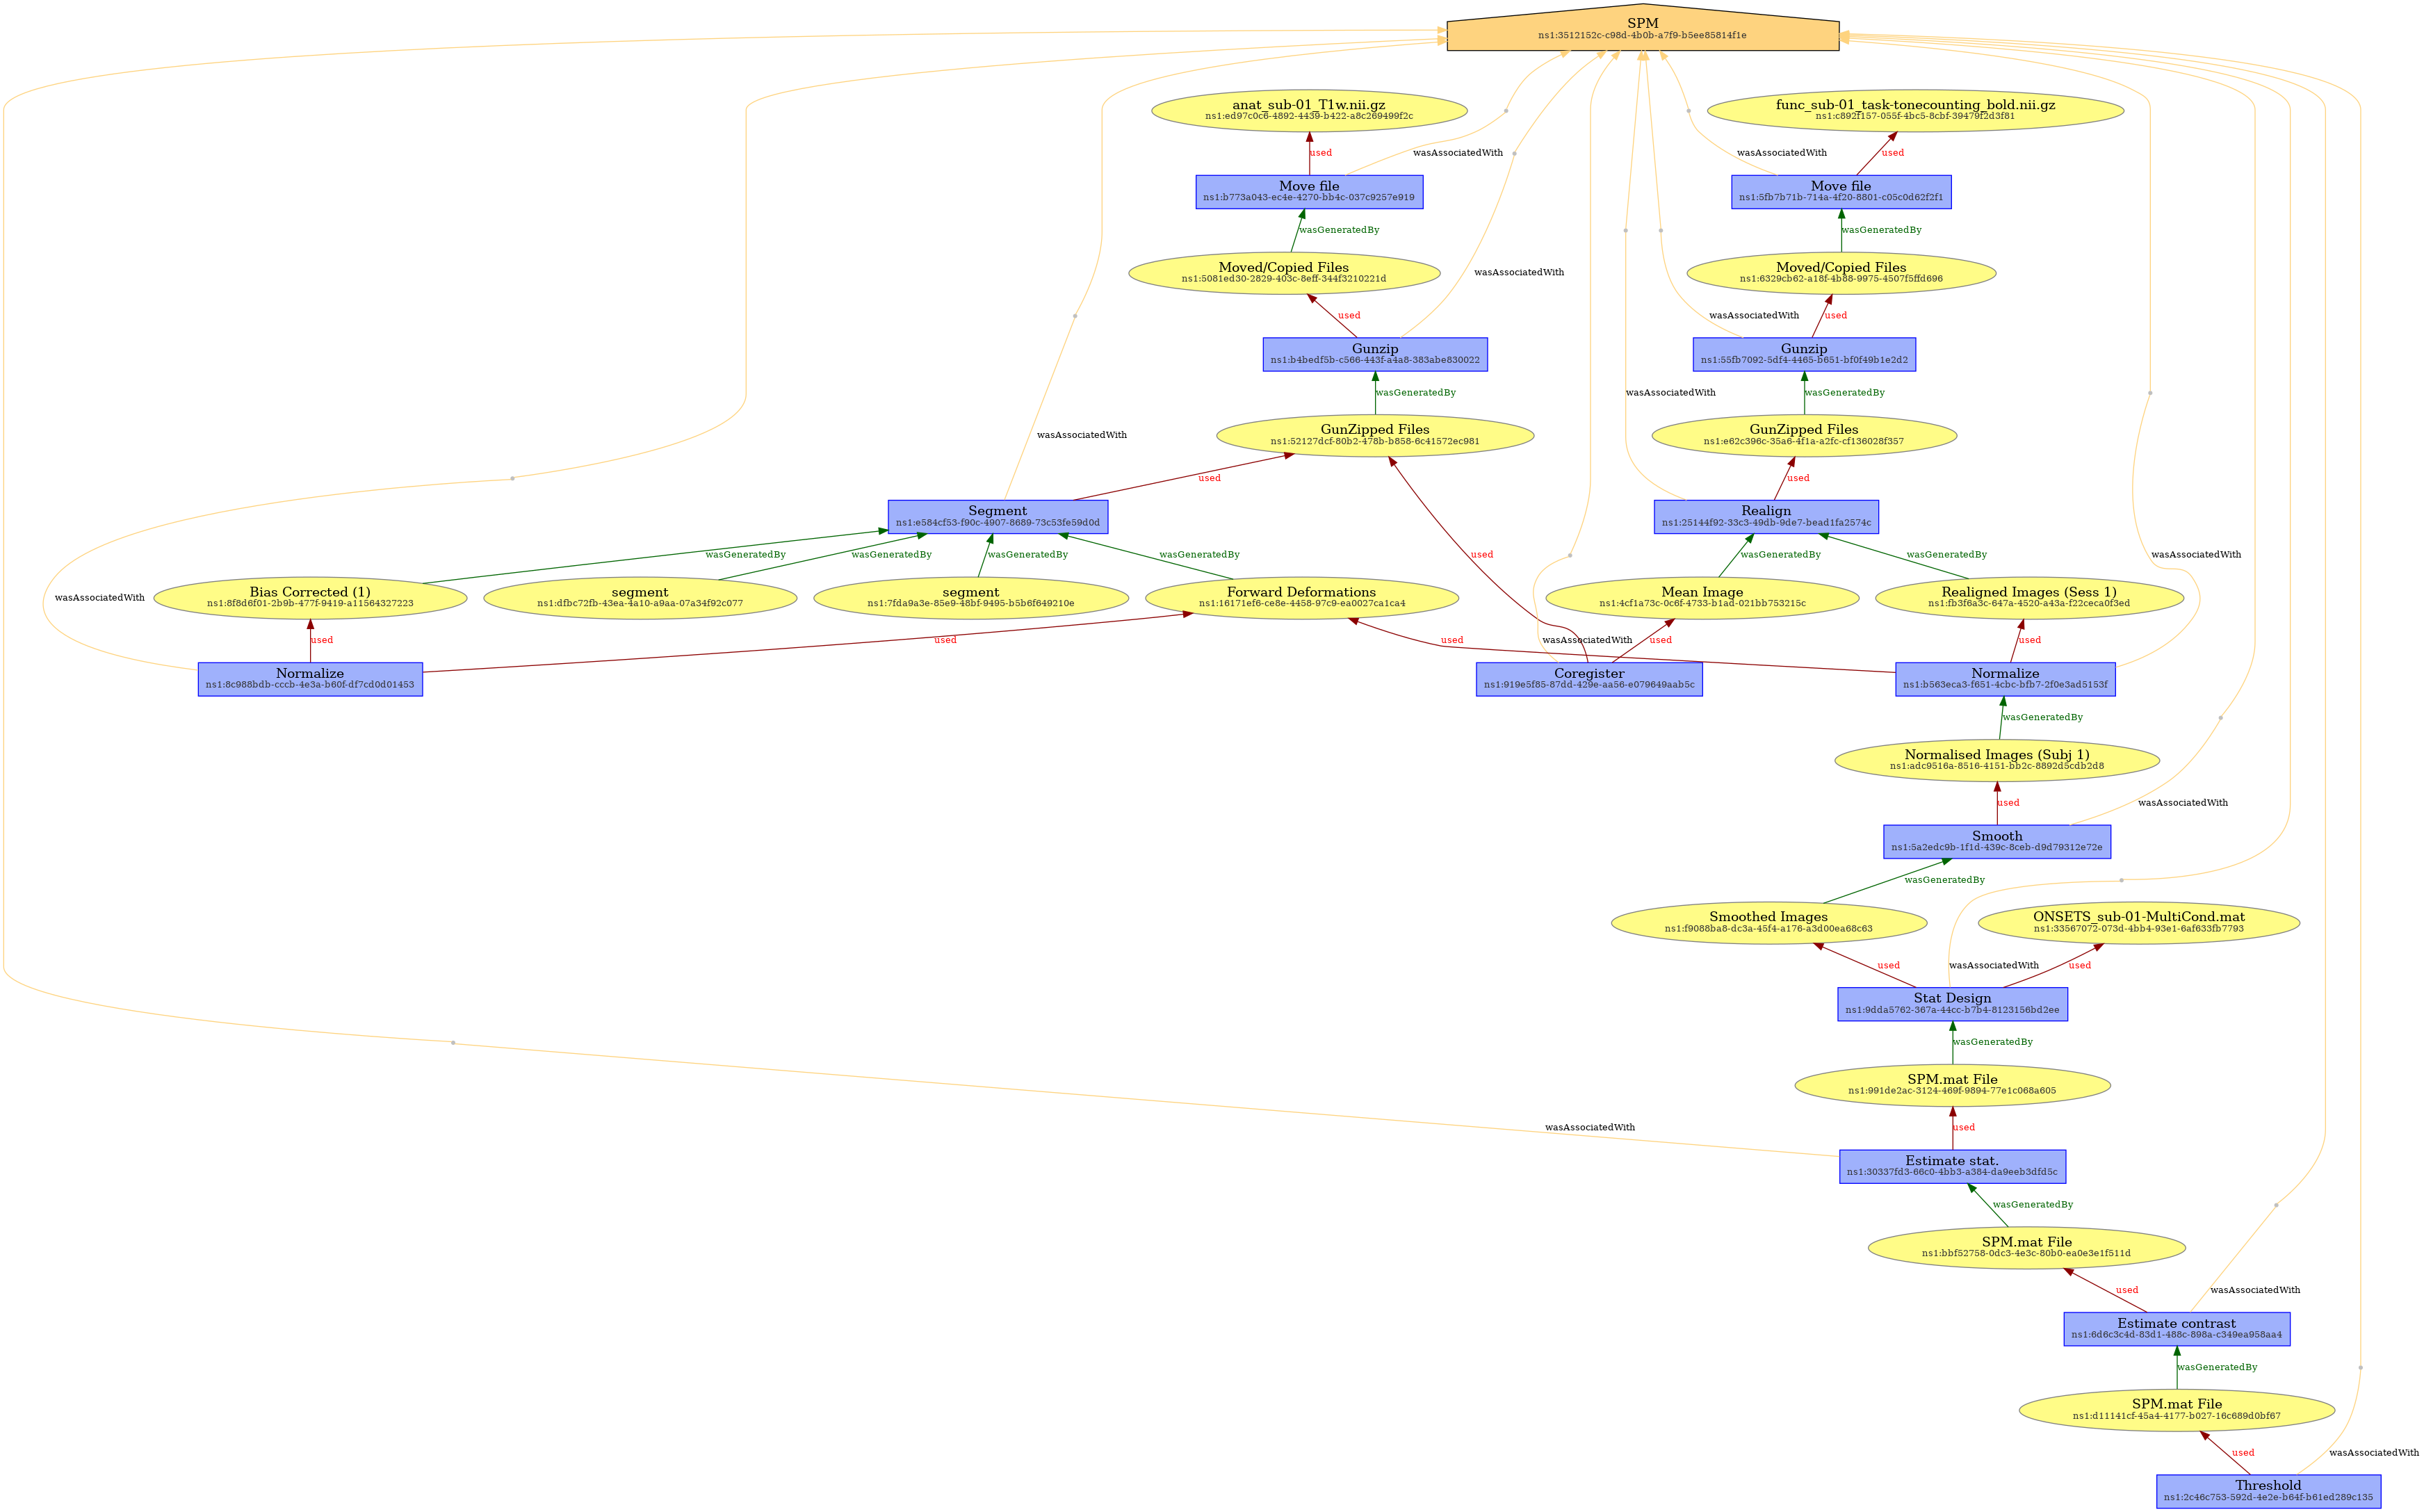 SPM
ns1:3512152c-c98d-4b0b-a7f9-b5ee85814f1e
anat_sub-01_T1w.nii.gz
ns1:ed97c0c6-4892-4439-b422-a8c269499f2c
func_sub-01_task-tonecounting_bold.nii.gz
ns1:c892f157-055f-4bc5-8cbf-39479f2d3f81
used
wasAssociatedWith
wasAssociatedWith
used
Move file
ns1:b773a043-ec4e-4270-bb4c-037c9257e919
Move file
ns1:5fb7b71b-714a-4f20-8801-c05c0d62f2f1
wasGeneratedBy
wasGeneratedBy
Moved/Copied Files
ns1:5081ed30-2829-403c-8eff-344f3210221d
wasAssociatedWith
Moved/Copied Files
ns1:6329cb62-a18f-4b88-9975-4507f5ffd696
used
wasAssociatedWith
used
Gunzip
ns1:b4bedf5b-c566-443f-a4a8-383abe830022
Gunzip
ns1:55fb7092-5df4-4465-b651-bf0f49b1e2d2
wasGeneratedBy
wasAssociatedWith
wasGeneratedBy
wasAssociatedWith
GunZipped Files
ns1:52127dcf-80b2-478b-b858-6c41572ec981
GunZipped Files
ns1:e62c396c-35a6-4f1a-a2fc-cf136028f357
used
used
Segment
ns1:e584cf53-f90c-4907-8689-73c53fe59d0d
Realign
ns1:25144f92-33c3-49db-9de7-bead1fa2574c
wasGeneratedBy
wasGeneratedBy
wasGeneratedBy
wasGeneratedBy
used
wasGeneratedBy
wasGeneratedBy
wasAssociatedWith
wasAssociatedWith
Bias Corrected (1)
ns1:8f8d6f01-2b9b-477f-9419-a11564327223
segment
ns1:dfbc72fb-43ea-4a10-a9aa-07a34f92c077
segment
ns1:7fda9a3e-85e9-48bf-9495-b5b6f649210e
Forward Deformations
ns1:16171ef6-ce8e-4458-97c9-ea0027ca1ca4
Mean Image
ns1:4cf1a73c-0c6f-4733-b1ad-021bb753215c
Realigned Images (Sess 1)
ns1:fb3f6a3c-647a-4520-a43a-f22ceca0f3ed
used
used
used
wasAssociatedWith
used
used
Normalize
ns1:8c988bdb-cccb-4e3a-b60f-df7cd0d01453
Coregister
ns1:919e5f85-87dd-429e-aa56-e079649aab5c
Normalize
ns1:b563eca3-f651-4cbc-bfb7-2f0e3ad5153f
wasGeneratedBy
Normalised Images (Subj 1)
ns1:adc9516a-8516-4151-bb2c-8892d5cdb2d8
used
wasAssociatedWith
Smooth
ns1:5a2edc9b-1f1d-439c-8ceb-d9d79312e72e
wasGeneratedBy
Smoothed Images
ns1:f9088ba8-dc3a-45f4-a176-a3d00ea68c63
ONSETS_sub-01-MultiCond.mat
ns1:33567072-073d-4bb4-93e1-6af633fb7793
used
wasAssociatedWith
used
Stat Design
ns1:9dda5762-367a-44cc-b7b4-8123156bd2ee
wasGeneratedBy
SPM.mat File
ns1:991de2ac-3124-469f-9894-77e1c068a605
wasAssociatedWith
used
Estimate stat.
ns1:30337fd3-66c0-4bb3-a384-da9eeb3dfd5c
wasGeneratedBy
SPM.mat File
ns1:bbf52758-0dc3-4e3c-80b0-ea0e3e1f511d
used
wasAssociatedWith
Estimate contrast
ns1:6d6c3c4d-83d1-488c-898a-c349ea958aa4
wasGeneratedBy
SPM.mat File
ns1:d11141cf-45a4-4177-b027-16c689d0bf67
used
wasAssociatedWith
Threshold
ns1:2c46c753-592d-4e2e-b64f-b61ed289c135